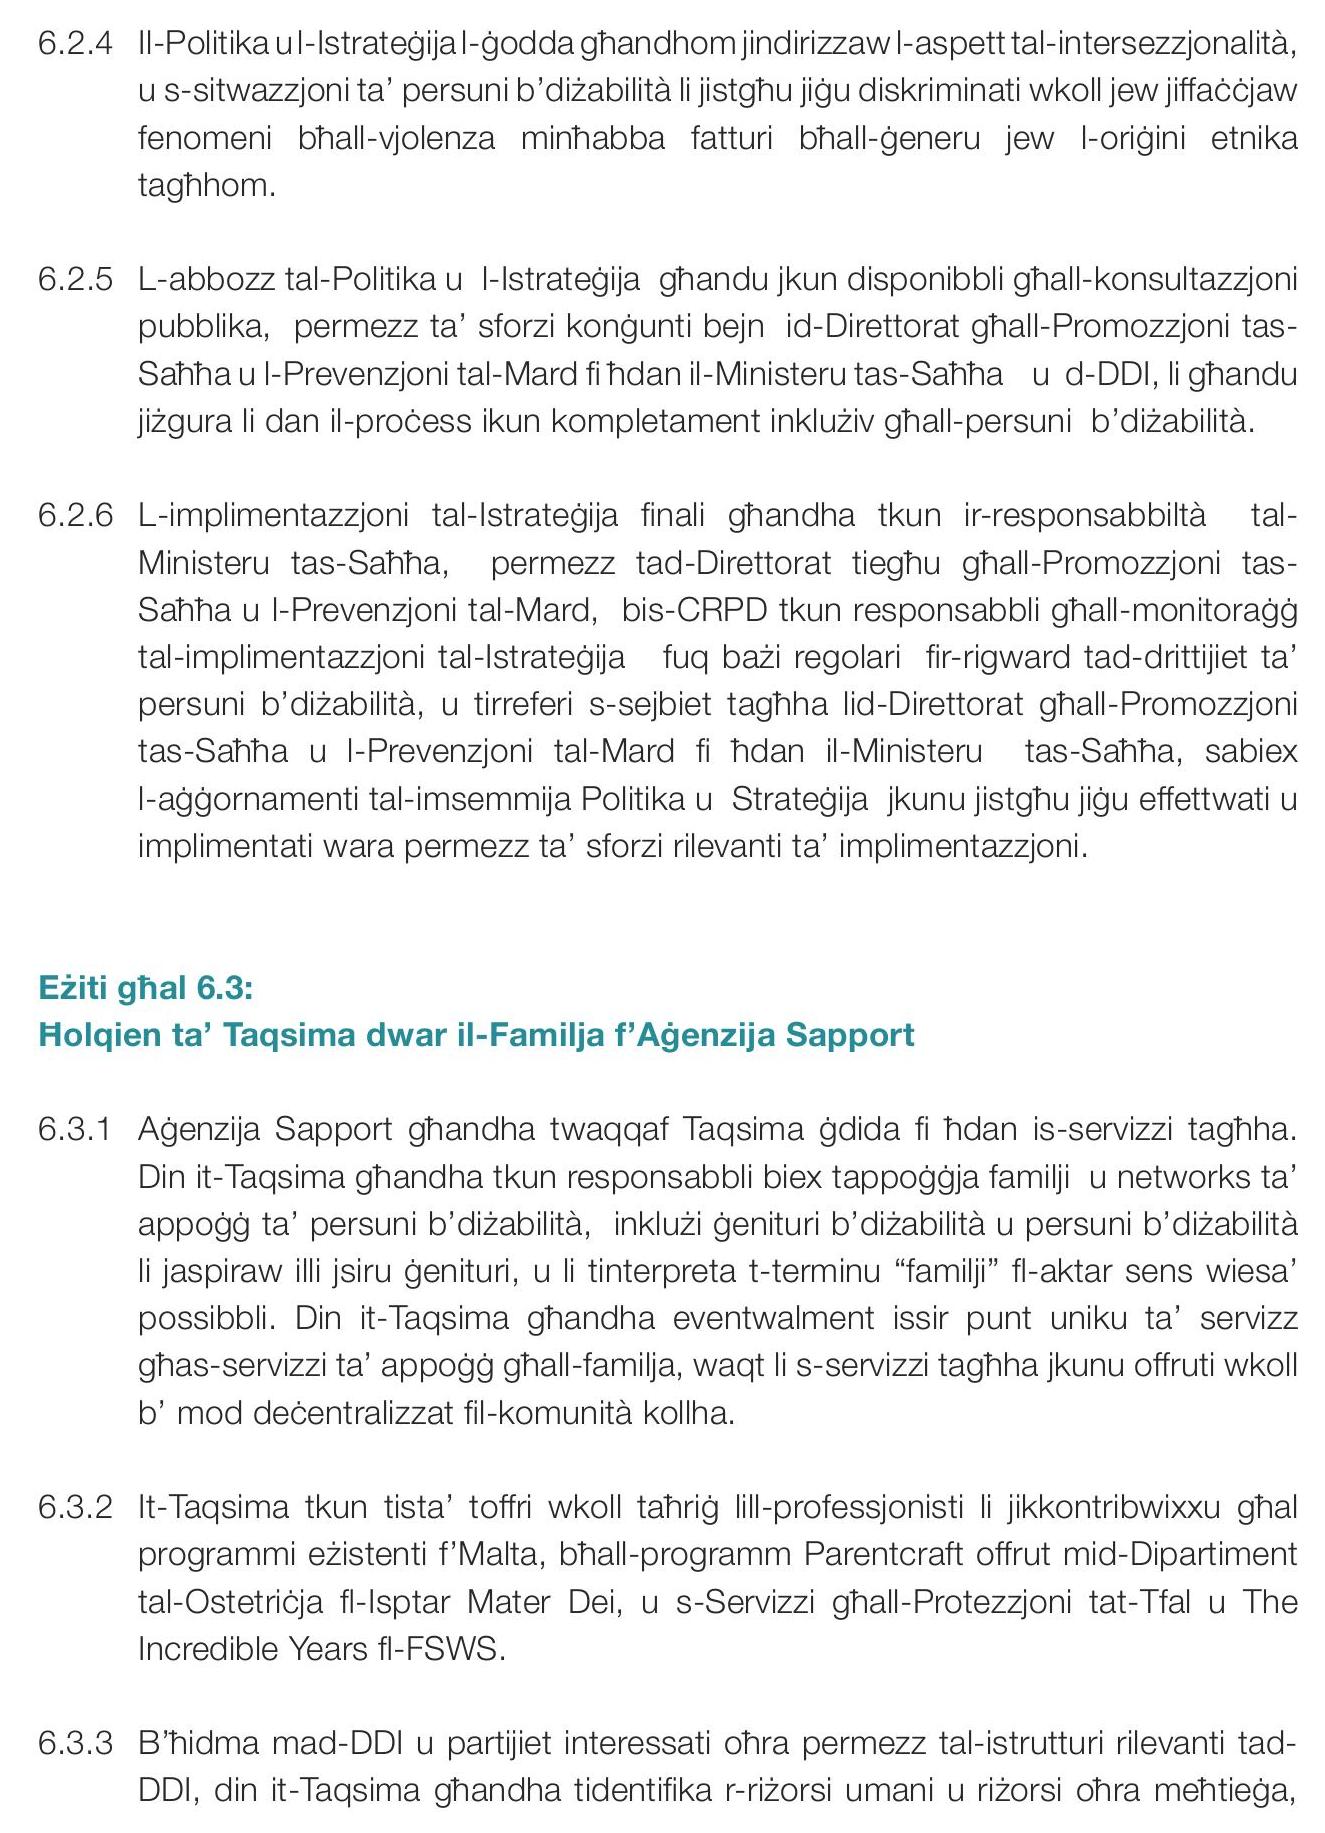 6.2.4 Il-Politika u l-Istrateġija l-ġodda għandhom jindirizzaw l-aspett tal-intersezzjonalità,
u s-sitwazzjoni ta’ persuni b’diżabilità li jistgħu jiġu diskriminati wkoll jew jiffaċċjaw
fenomeni bħall-vjolenza minħabba fatturi bħall-ġeneru jew l-oriġini etnika
tagħhom.
6.2.5 L-abbozz tal-Politika u l-Istrateġija għandu jkun disponibbli għall-konsultazzjoni
pubblika, permezz ta’ sforzi konġunti bejn id-Direttorat għall-Promozzjoni tas-
Saħħa u l-Prevenzjoni tal-Mard fi ħdan il-Ministeru tas-Saħħa u d-DDI, li għandu
jiżgura li dan il-proċess ikun kompletament inklużiv għall-persuni b’diżabilità.
6.2.6 L-implimentazzjoni tal-Istrateġija finali għandha tkun ir-responsabbiltà tal-
Ministeru tas-Saħħa, permezz tad-Direttorat tiegħu għall-Promozzjoni tas-
Saħħa u l-Prevenzjoni tal-Mard, bis-CRPD tkun responsabbli għall-monitoraġġ
tal-implimentazzjoni tal-Istrateġija fuq bażi regolari fir-rigward tad-drittijiet ta’
persuni b’diżabilità, u tirreferi s-sejbiet tagħha lid-Direttorat għall-Promozzjoni
tas-Saħħa u l-Prevenzjoni tal-Mard fi ħdan il-Ministeru tas-Saħħa, sabiex
l-aġġornamenti tal-imsemmija Politika u Strateġija jkunu jistgħu jiġu effettwati u
implimentati wara permezz ta’ sforzi rilevanti ta’ implimentazzjoni.
Eżiti għal 6.3:
Ħolqien ta’ Taqsima dwar il-Familja f’Aġenzija Sapport
6.3.1 Aġenzija Sapport għandha twaqqaf Taqsima ġdida fi ħdan is-servizzi tagħha.
Din it-Taqsima għandha tkun responsabbli biex tappoġġja familji u networks ta’
appoġġ ta’ persuni b’diżabilità, inklużi ġenituri b’diżabilità u persuni b’diżabilità
li jaspiraw illi jsiru ġenituri, u li tinterpreta t-terminu “familji” fl-aktar sens wiesa’
possibbli. Din it-Taqsima għandha eventwalment issir punt uniku ta’ servizz
għas-servizzi ta’ appoġġ għall-familja, waqt li s-servizzi tagħha jkunu offruti wkoll
b’ mod deċentralizzat fil-komunità kollha.
6.3.2 It-Taqsima tkun tista’ toffri wkoll taħriġ lill-professjonisti li jikkontribwixxu għal
programmi eżistenti f’Malta, bħall-programm Parentcraft offrut mid-Dipartiment
tal-Ostetriċja fl-Isptar Mater Dei, u s-Servizzi għall-Protezzjoni tat-Tfal u The
Incredible Years fl-FSWS.
6.3.3 B’ħidma mad-DDI u partijiet interessati oħra permezz tal-istrutturi rilevanti tad-
DDI, din it-Taqsima għandha tidentifika r-riżorsi umani u riżorsi oħra meħtieġa,